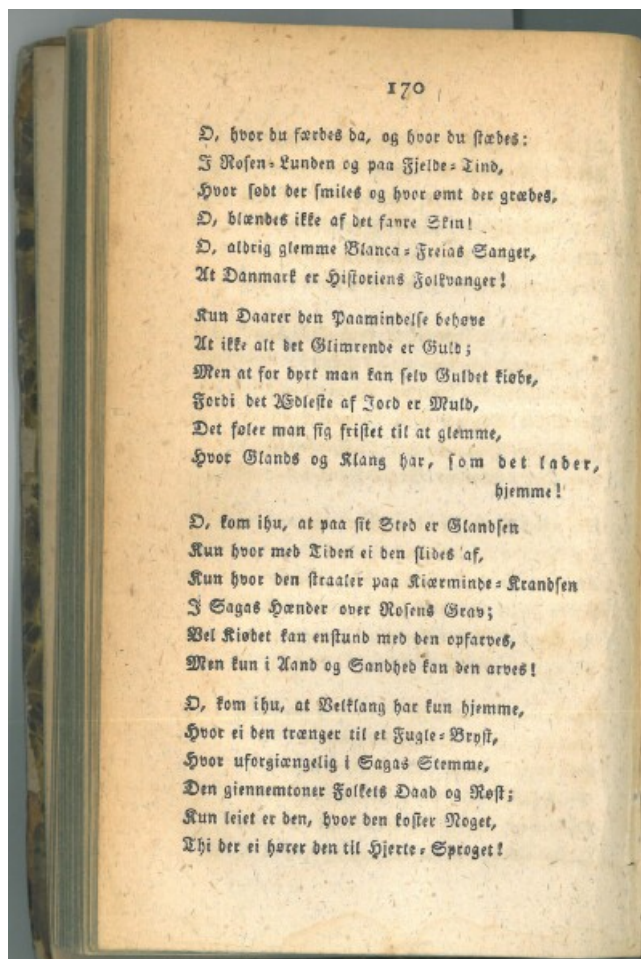 170
O, hvor du færdes da, og hvor du stædes:
I Rosen-Lunden og paa Fjelde-Tind,
Hvor sødt der smiles og hvor ømt der grædes,
O, blændes ikke af det favre Skin!
O, aldrig glemme Blanca-Freias Sanger,
At Danmark er Historiens Folkvanger!
Kun Daarer den Paamindelse behøve
At ikke alt det Glimrende er Guld;
Men at for dyrt man kan selv Guldet kiøbe,
Fordi det Ædleste af Jord er Muld,
Det føler man sig fristet til at glemme,
Hvor Glands og Klang har, som det lader,
hjemme!
O, kom ihu, at paa sit Sted er Glandsen
Kun hvor med Tiden ei den slides af,
Kun hvor den straaler paa Kiærminde-Krandsen
I Sagas Hænder over Rosens Grav;
Vel Kiødet kan enstund med den opfarves,
Men kun i Aand og Sandhed kan den arves!
O, kom ihu, at Velklang har kun hjemme,
Hvor ei den trænger til et Fugle-Bryst,
Hvor uforgiængelig i Sagas Stemme,
Den giennemtoner Folkets Daad og Røst;
Kun leiet er den, hvor den koster Noget,
Thi der ei hører den til Hjerte-Sproget!